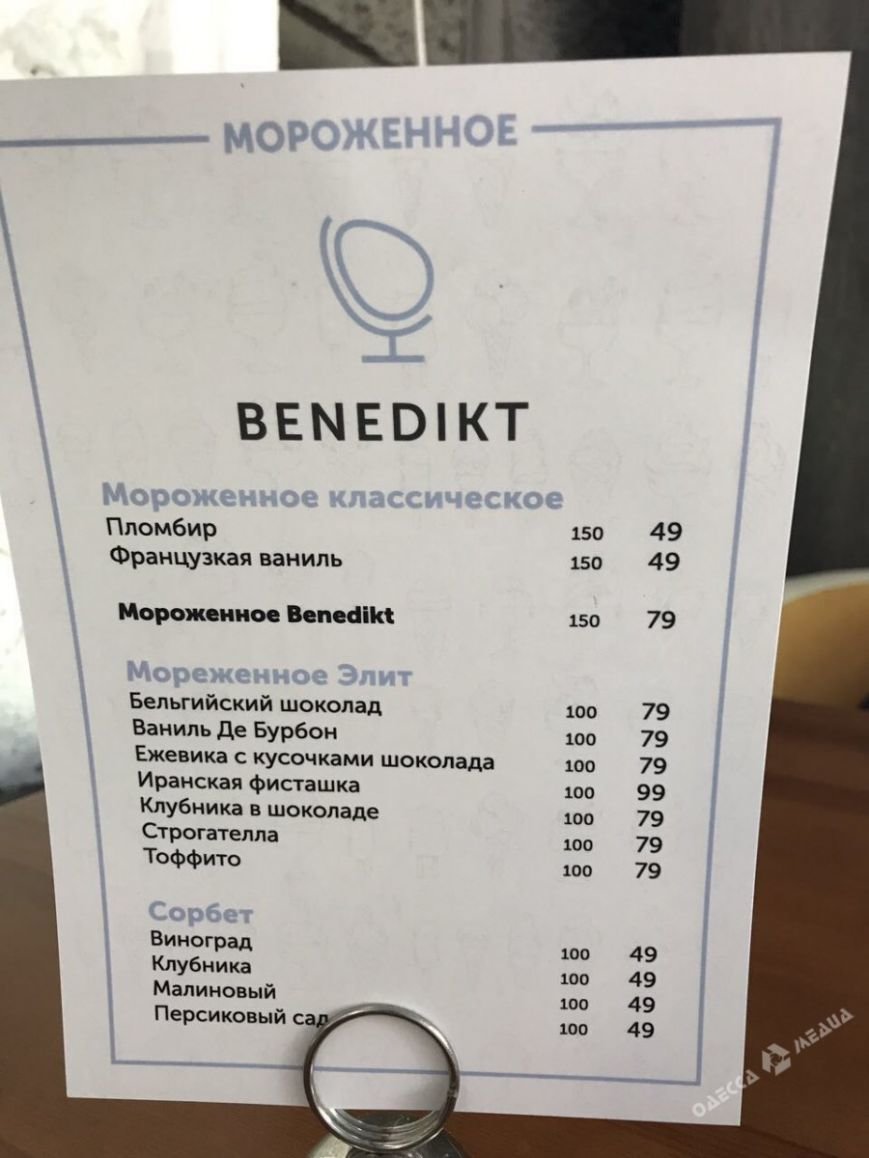 МОРОЖЕННОЕ
BENEDIKT
Мороженное классическое
Пломбир 150 49
Французкая ваниль 150 49
Мороженное Benedikt 150 79
Мореженное Элит
Бельгийский шоколад 100 79
Ваниль Де Бурбон 100 79
Ежевика с кусочками шоколада 100 79
Иранская фисташка 100 99
Клубника в шоколаде 100 79
Строгателла 100 79
Тоффито 100 79
Сорбет
Виноград 100 49
Клубника 100 49
Малиновый 100 49
Персиковый сад 100 49
ОДЕССА МЕДИА